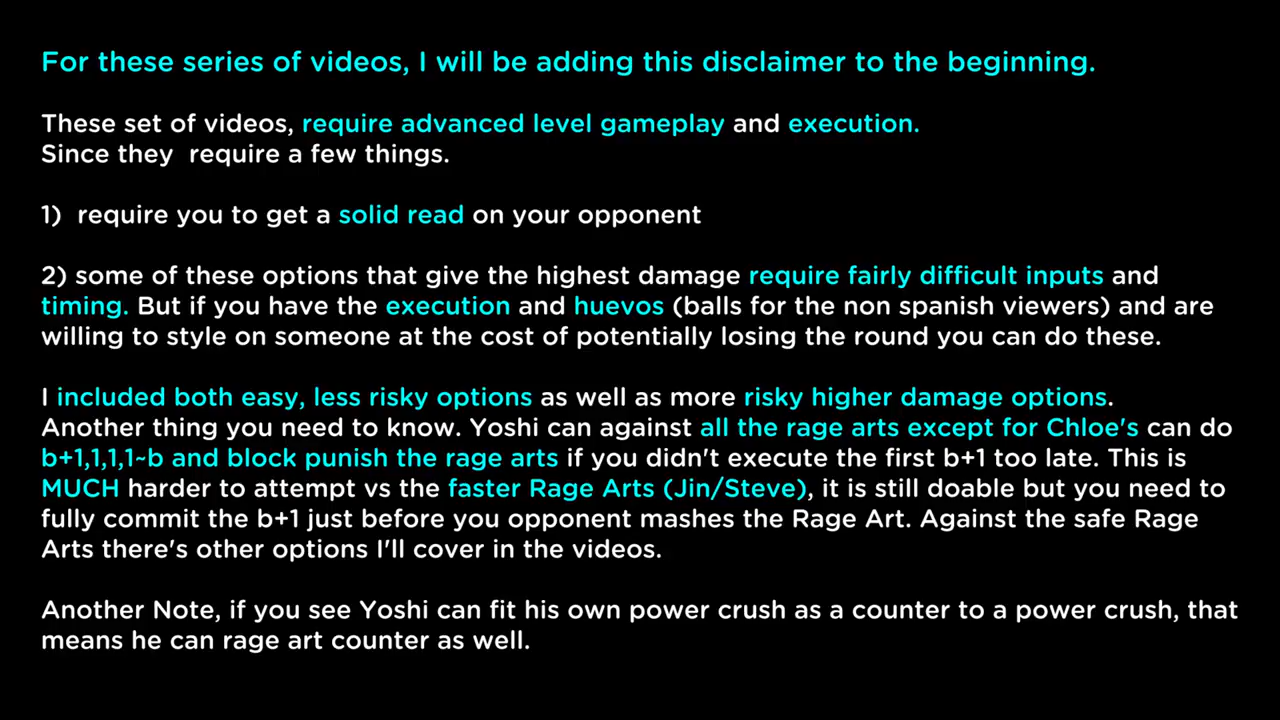 For these series of videos, I will be adding this disclaimer to the beginning.
These set of videos, require advanced level gameplay and execution.
Since they  require a few things.
1)  require you to get a solid read on your opponent
2) some of these options that give the highest damage require fairly difficult inputs and
timing. But if you have the execution and huevos (balls for the non spanish viewers) and are
willing to style on someone at the cost of potentially losing the round you can do these.
I included both easy, less risky options as well as more risky higher damage options.
Another thing you need to know. Yoshi can against all the rage arts except for Chloe's can do
b+1,1,1,1~b and block punish the rage arts if you didn't execute the first b+1 too late. This is
MUCH harder to attempt vs the faster Rage Arts (Jin/Steve), it is still doable but you need to
fully commit the b+1 just before you opponent mashes the Rage Art. Against the safe Rage
Arts there's other options I'll cover in the videos.
Another Note, if you see Yoshi can fit his own power crush as a counter to a power crush, that
means he can rage art counter as well.